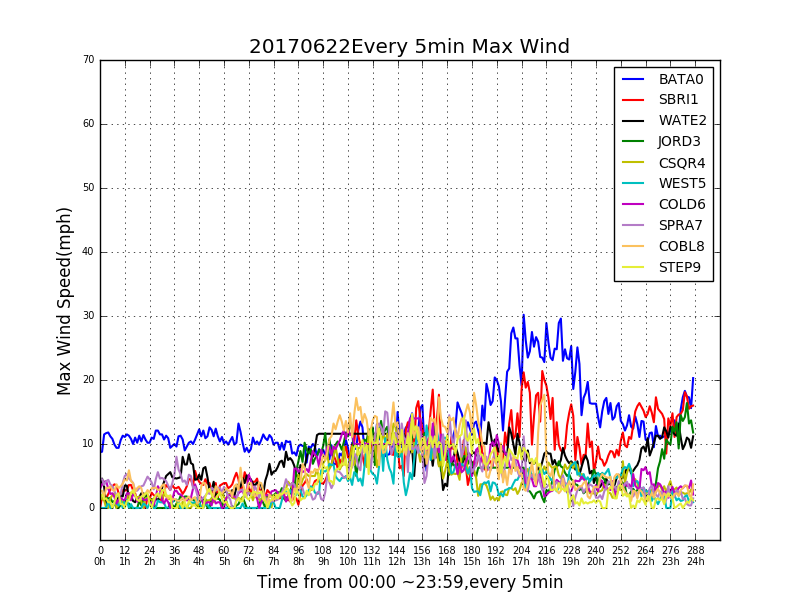 20170622Every 5min Max Wind
70
60
50
40
30
20
10
0
Max Wind Speed(mph)
BATA0
SBRI1
WATE2
JORD3
CSQR4
WEST5
COLD6
SPRA7
COBL8
STEP9
0 12 24 36 48 60 72 84 96 108 120 132 144 156 168 180 192 204 216 228 240 252 264 276 288
0h 1h 2h 3h 4h 5h 6h 7h 8h 9h 10h 11h 12h 13h 14h 15h 16h 17h 18h 19h 20h 21h 22h 23h 24h
Time from 00:00 ~23:59,every 5min